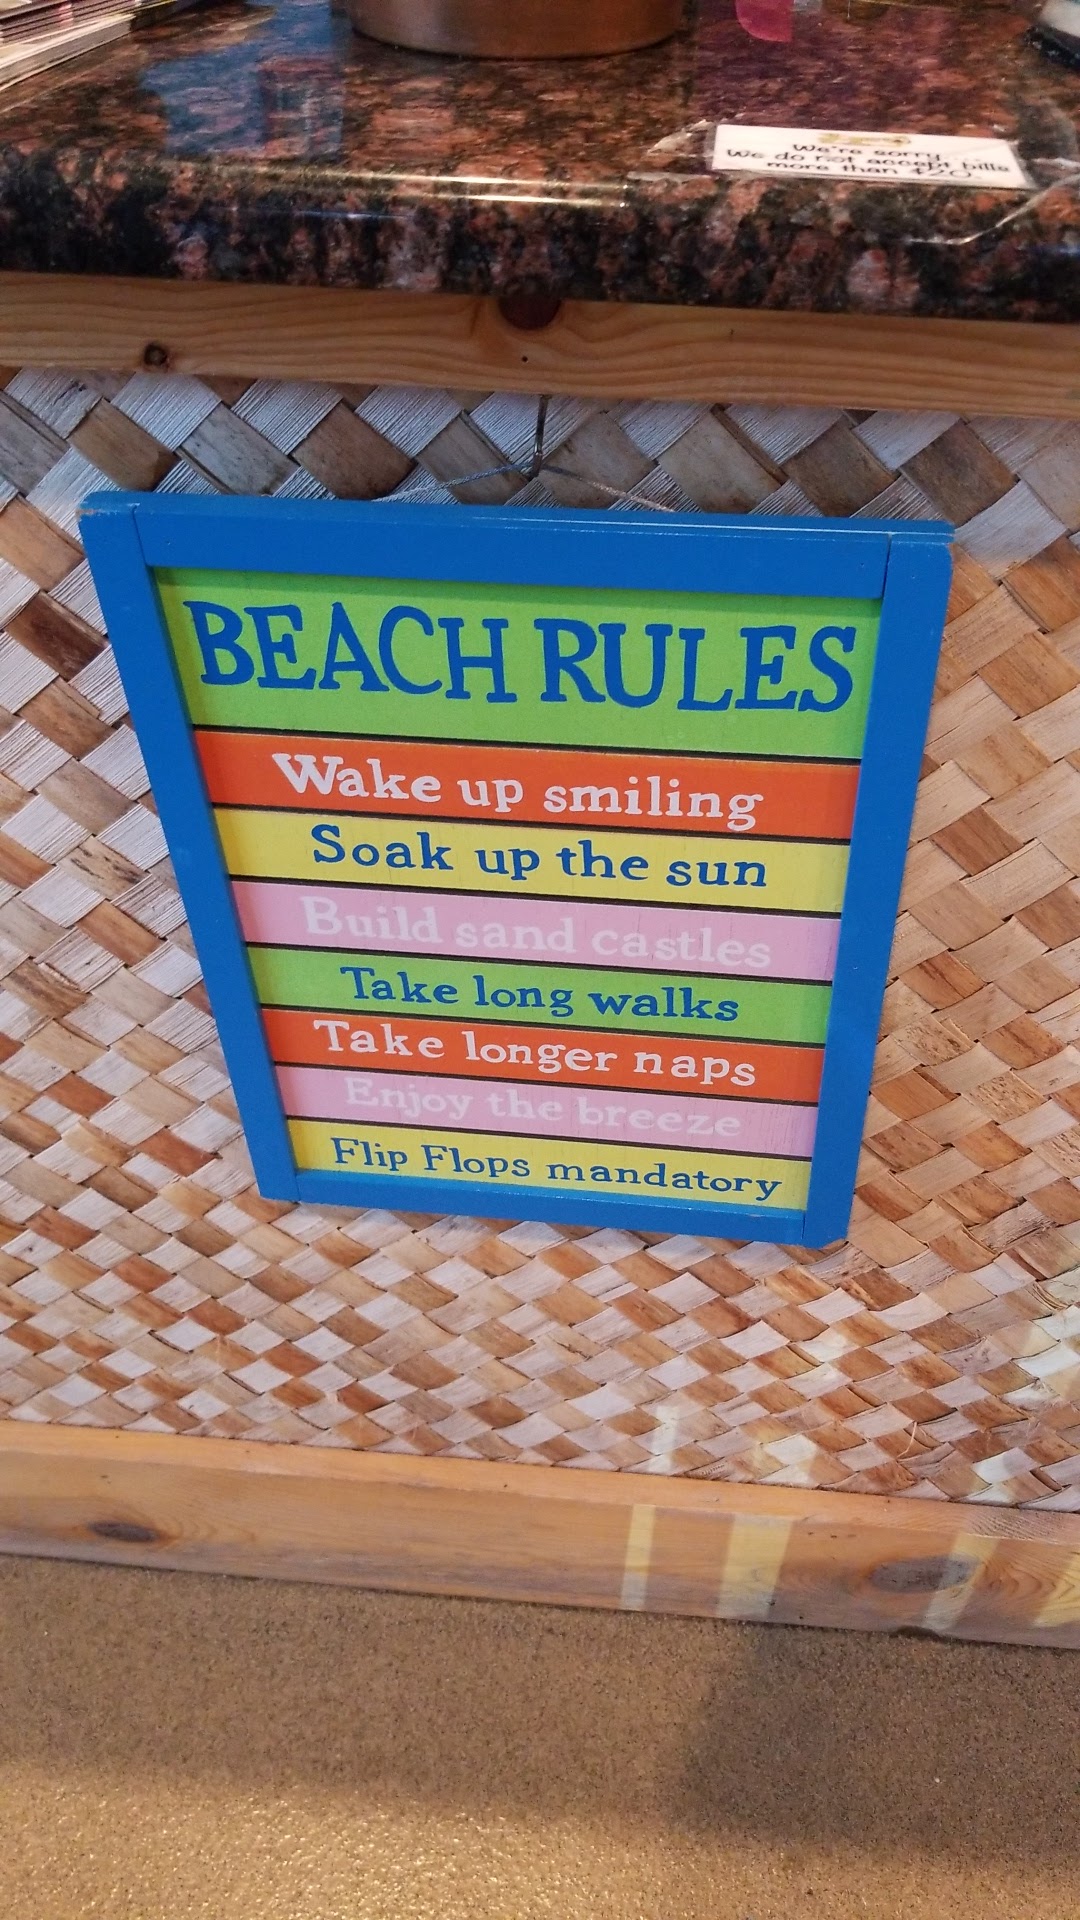 We're sorry,
We do not accept bills
more than $20.
BEACH RULES
Wake up smiling
Soak up the sun
Build sand castles
Take long walks
Take longer naps
Enjoy the breeze
Flip Flops mandatory